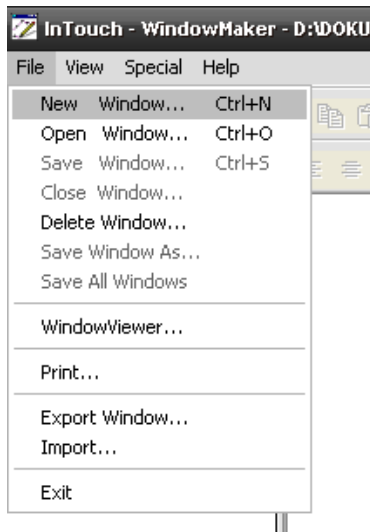 InTouch - WindowMaker - D:\DOKU
File View Special Help
New Window... Ctrl+N
Open Window... Ctrl+O
Save Window... Ctrl+S
Close Window...
Delete Window...
Save Window As...
Save All Windows
WindowViewer...
Print...
Export Window...
Import...
Exit